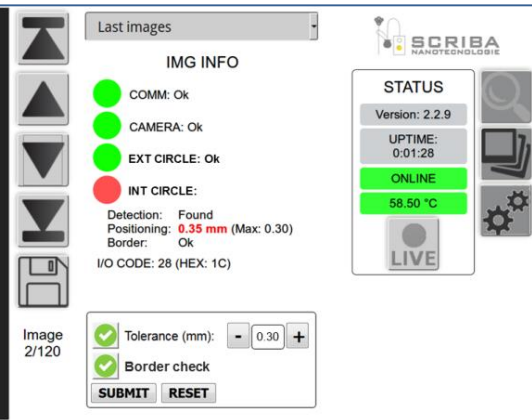 Last images
IMG INFO
COMM: Ok
CAMERA: Ok
EXT CIRCLE: Ok
INT CIRCLE:
Detection: Found
Positioning: 0.35 mm (Max: 0.30)
Border: Ok
I/O CODE: 28 (HEX: 1C)
Image
2/120
Tolerance (mm): - 0.30 +
Border check
SUBMIT RESET
SCRIBA
NANOTECNOLOGIE
STATUS
Version: 2.2.9
UPTIME:
0:01:28
ONLINE
58.50 °C
LIVE